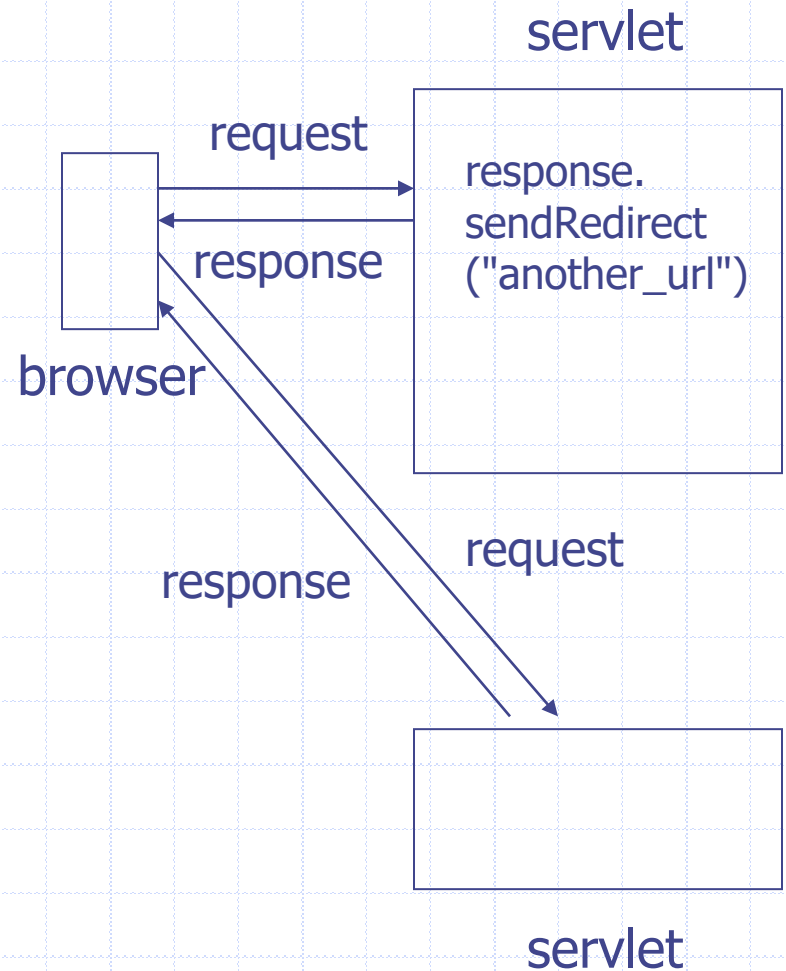 servlet
request
response.
sendRedirect
("another_url")
response
browser
request
response
servlet